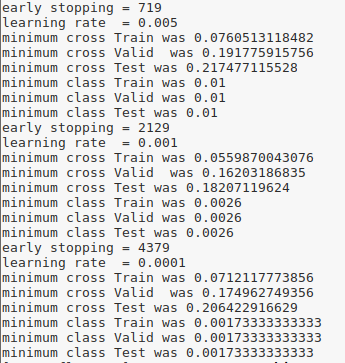 early stopping = 719
learning rate  = 0.005
minimum cross Train was 0.0760513118482
minimum cross Valid  was 0.191775915756
minimum cross Test was 0.217477115528
minimum class Train was 0.01
minimum class Valid was 0.01
minimum class Test was 0.01
early stopping = 2129
learning rate  = 0.001
minimum cross Train was 0.0559870043076
minimum cross Valid  was 0.16203186835
minimum cross Test was 0.18207119624
minimum class Train was 0.0026
minimum class Valid was 0.0026
minimum class Test was 0.0026
early stopping = 4379
learning rate  = 0.0001
minimum cross Train was 0.0712117773856
minimum cross Valid  was 0.174962749356
minimum cross Test was 0.206422916629
minimum class Train was 0.00173333333333
minimum class Valid was 0.00173333333333
minimum class Test was 0.00173333333333